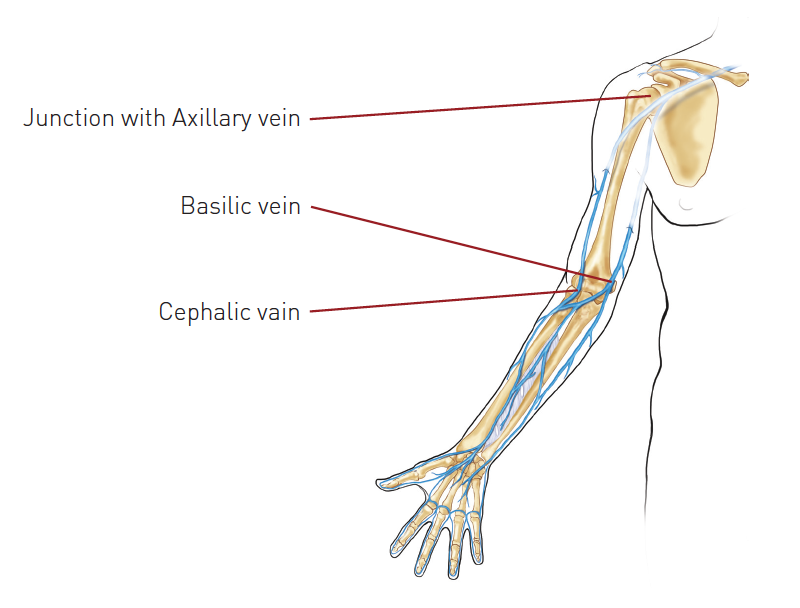 Junction with Axillary vein
Basilic vein
Cephalic vain